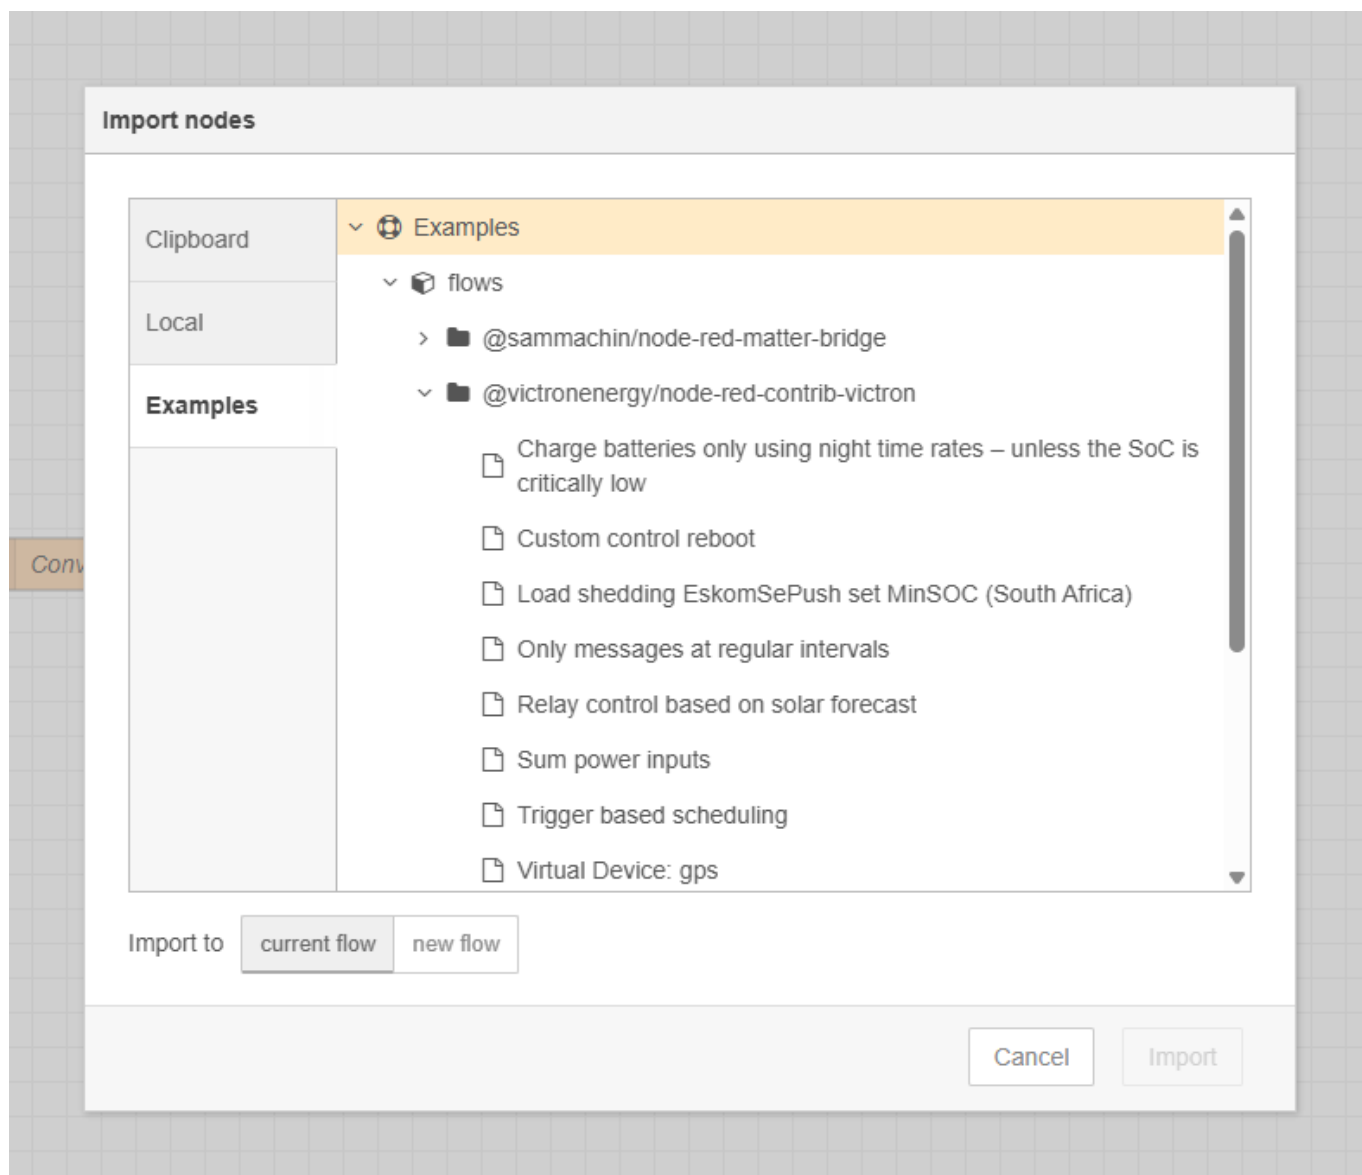 Import nodes
Clipboard
Local
Examples
Examples
flows
@sammachin/node-red-matter-bridge
@victronenergy/node-red-contrib-victron
Charge batteries only using night time rates – unless the SoC is
critically low
Custom control reboot
Load shedding EskomSePush set MinSOC (South Africa)
Only messages at regular intervals
Relay control based on solar forecast
Sum power inputs
Trigger based scheduling
Virtual Device: gps
Conv
Import to current flow new flow
Cancel Import